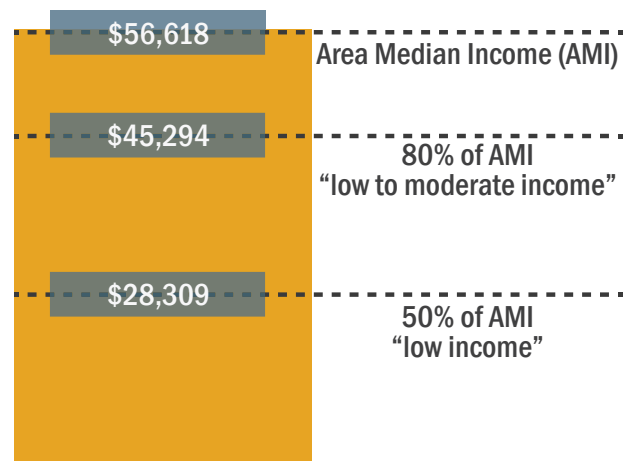 $56,618
Area Median Income (AMI)
$45,294
80% of AMI
“low to moderate income”
$28,309
50% of AMI
“low income”